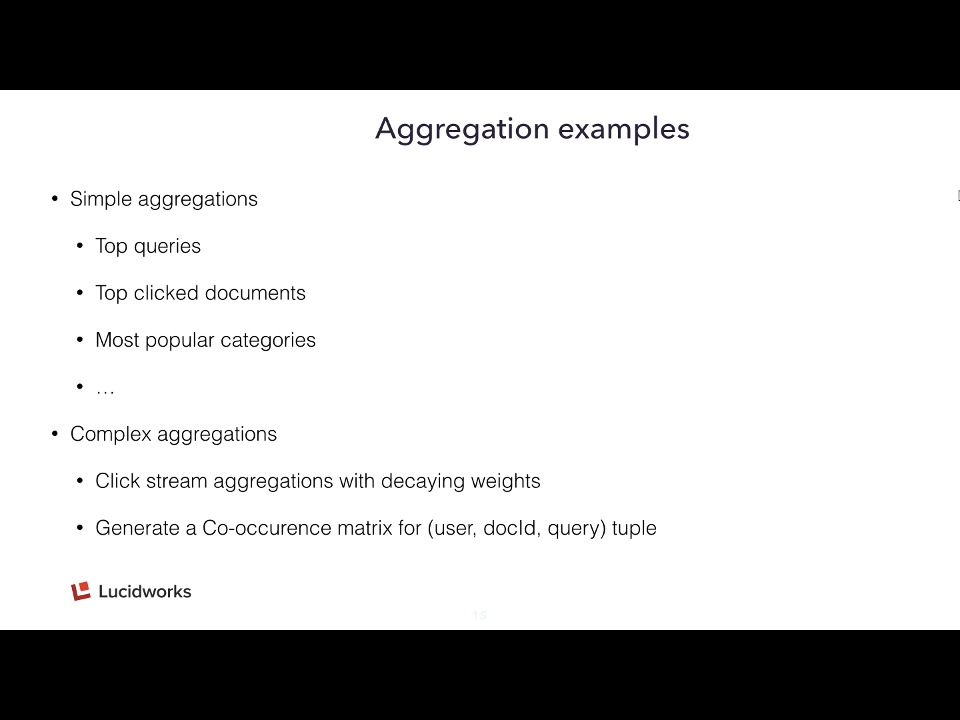 Aggregation examples
• Simple aggregations
• Top queries
• Top clicked documents
• Most popular categories
• …
• Complex aggregations
• Click stream aggregations with decaying weights
• Generate a Co-occurence matrix for (user, docId, query) tuple
Lucidworks